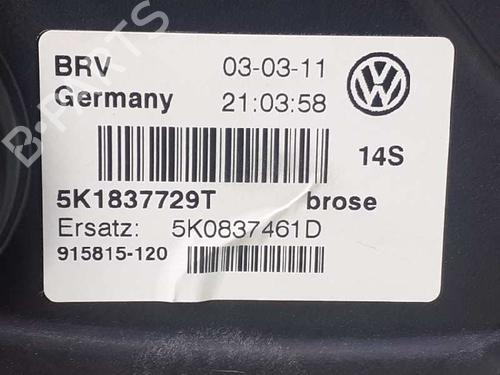 BRV 03-03-11
Germany 21:03:58
14S
5K1837729T brose
Ersatz: 5K0837461D
915815-120
B-PARTS